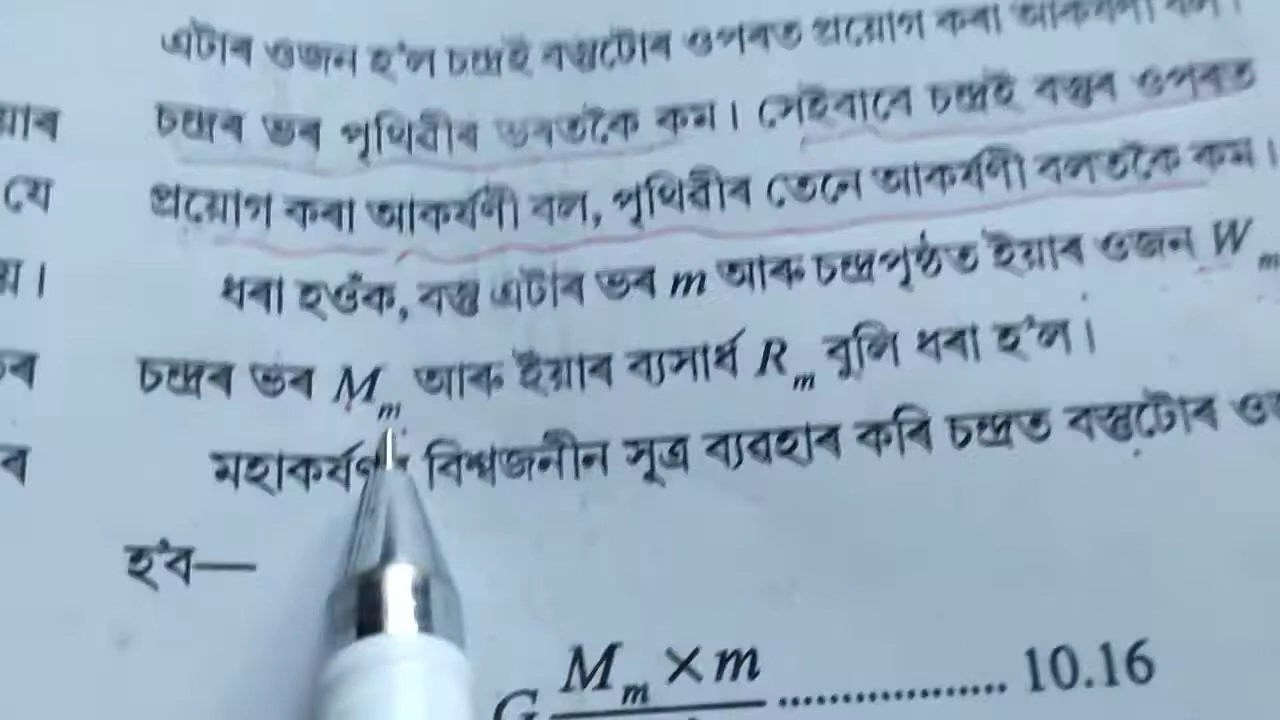 এটাৰ ওজন হ'ল চন্দ্ৰই বস্তুটোৰ ওপৰত প্ৰয়োগ কৰা আকৰ্ষণী বল।
চন্দ্ৰৰ ভৰ পৃথিৱীৰ ভৰতকৈ কম। সেইবাবে চন্দ্ৰই বস্তুৰ ওপৰত
যে প্ৰয়োগ কৰা আকৰ্ষণী বল, পৃথিৱীৰ তেনে আকৰ্ষণী বলতকৈ কম।
ধৰা হওঁক, বস্তু এটাৰ ভৰ m আৰু চন্দ্ৰপৃষ্ঠত ইয়াৰ ওজন W m
চন্দ্ৰৰ ভৰ M m আৰু ইয়াৰ ব্যাসাৰ্ধ R m বুলি ধৰা হ'ল।
ৰ বিশ্বজনীন সূত্ৰ ব্যৱহাৰ কৰি চন্দ্ৰত বস্তুটোৰ
হ'ব—
G M m × m .................. 10.16